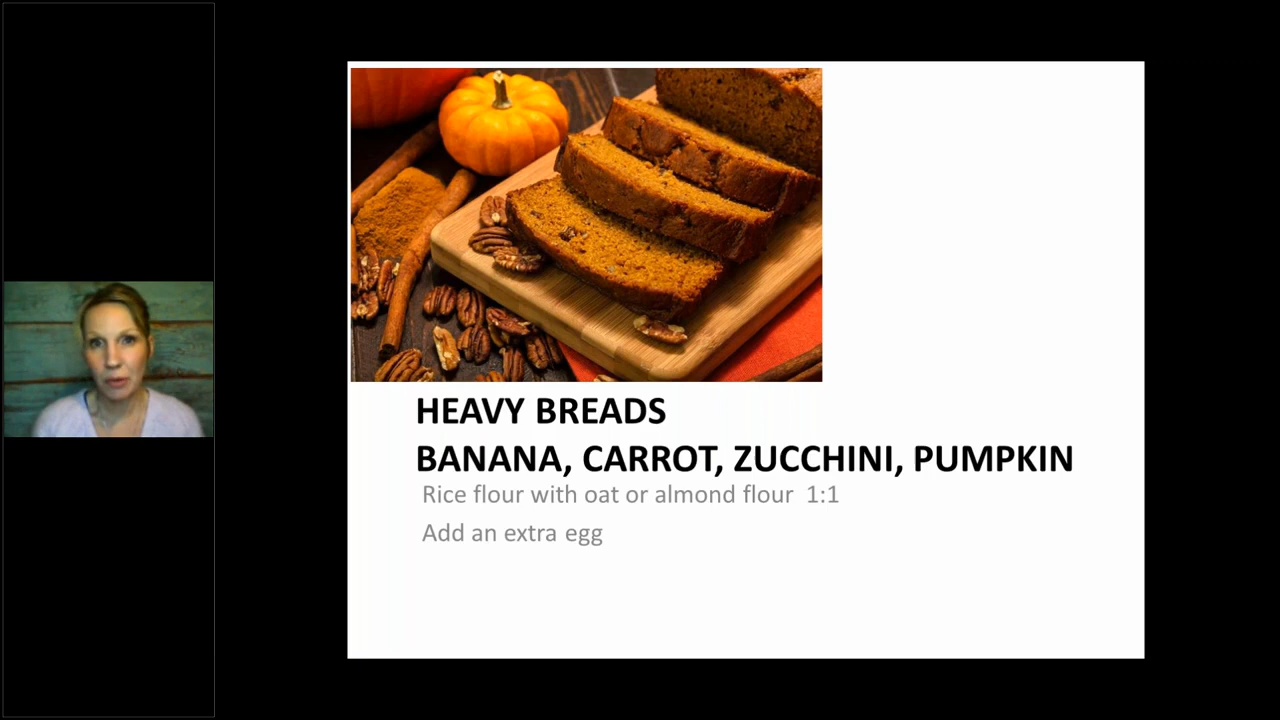 HEAVY BREADS
BANANA, CARROT, ZUCCHINI, PUMPKIN
Rice flour with oat or almond flour 1:1
Add an extra egg